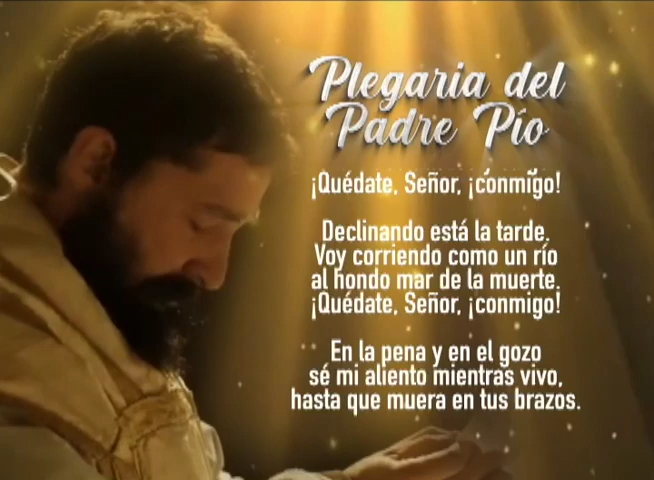 Plegaria del
Padre Pío
¡Quédate, Señor, ¡conmigo!
Declinando está la tarde.
Voy corriendo como un río
al hondo mar de la muerte.
¡Quédate, Señor, ¡conmigo!
En la pena y en el gozo
sé mi aliento mientras vivo,
hasta que muera en tus brazos.